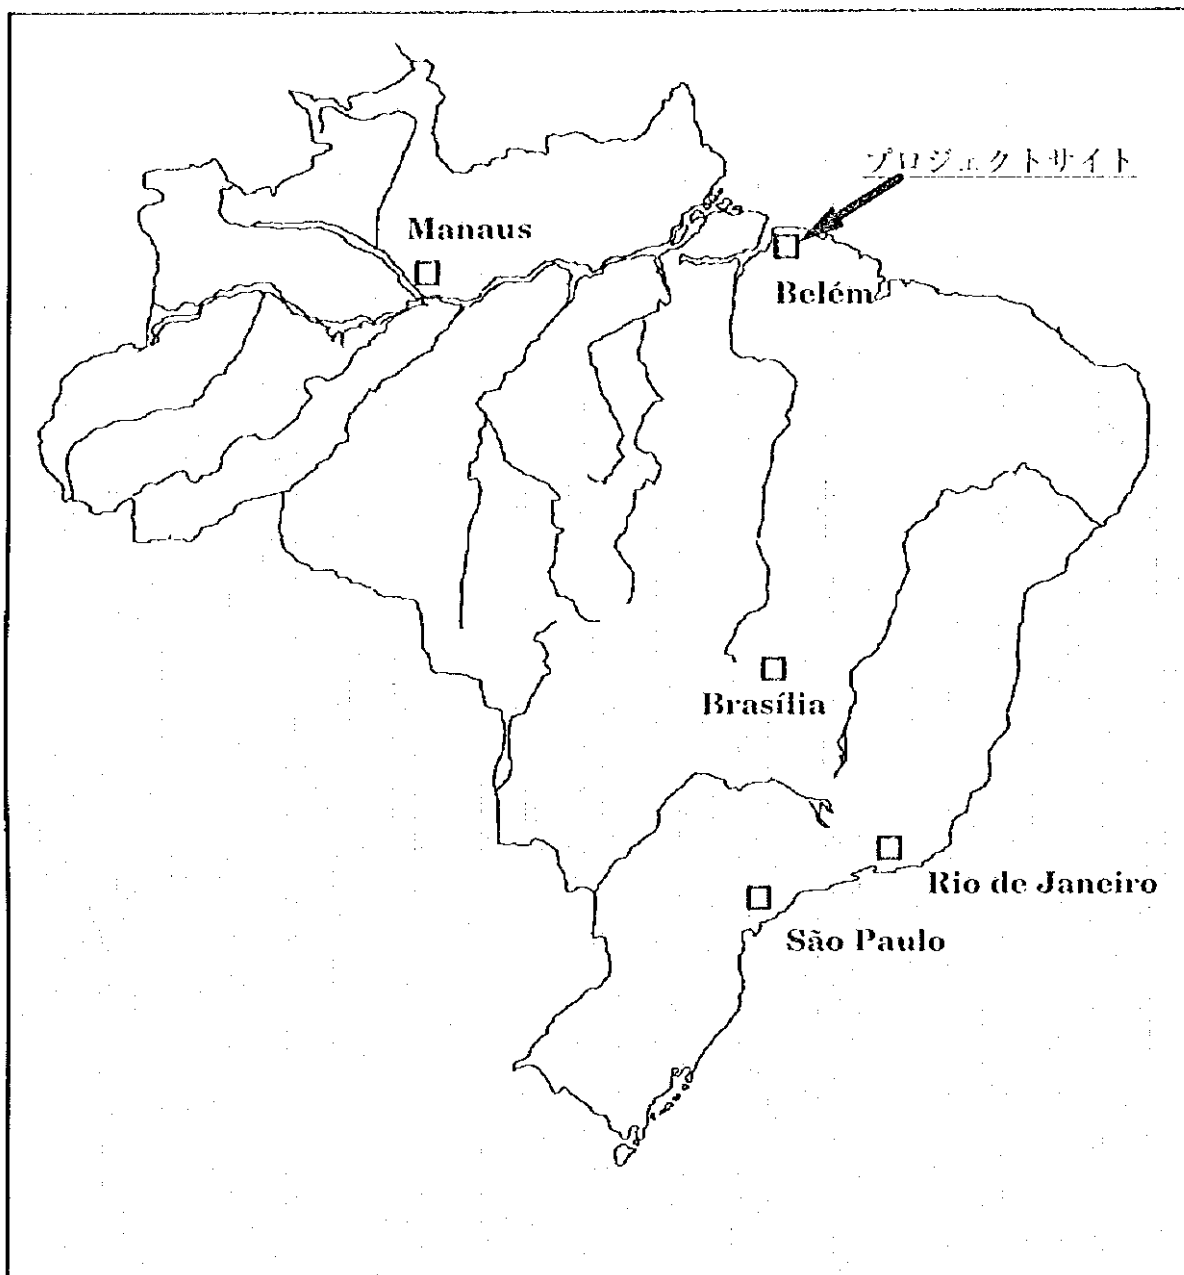 プロジェクトサイト
Manaus
Belém
Brasília
Rio de Janeiro
São Paulo